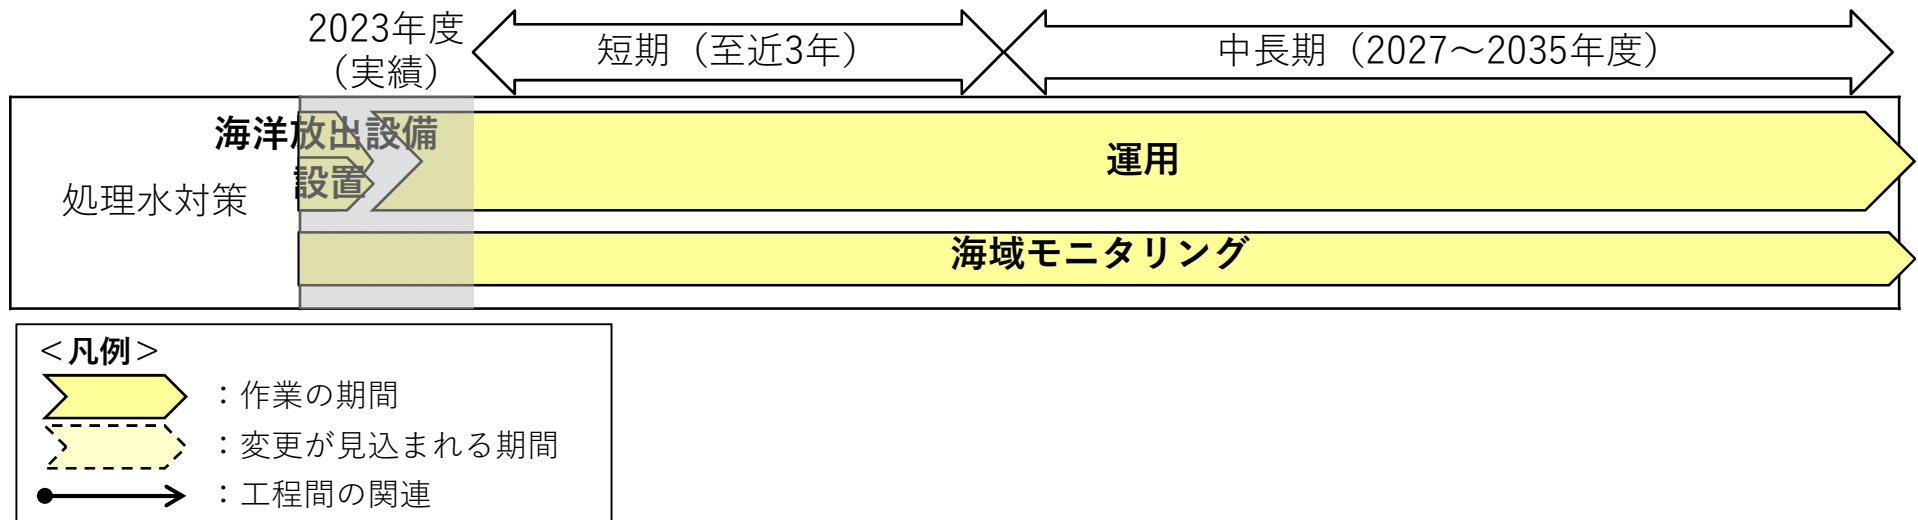 2023年度
（実績）
短期（至近3年）
中長期（2027～2035年度）
処理水対策
海洋放出設備
設置
運用
海域モニタリング
＜凡例＞
：作業の期間
：変更が見込まれる期間
：工程間の関連